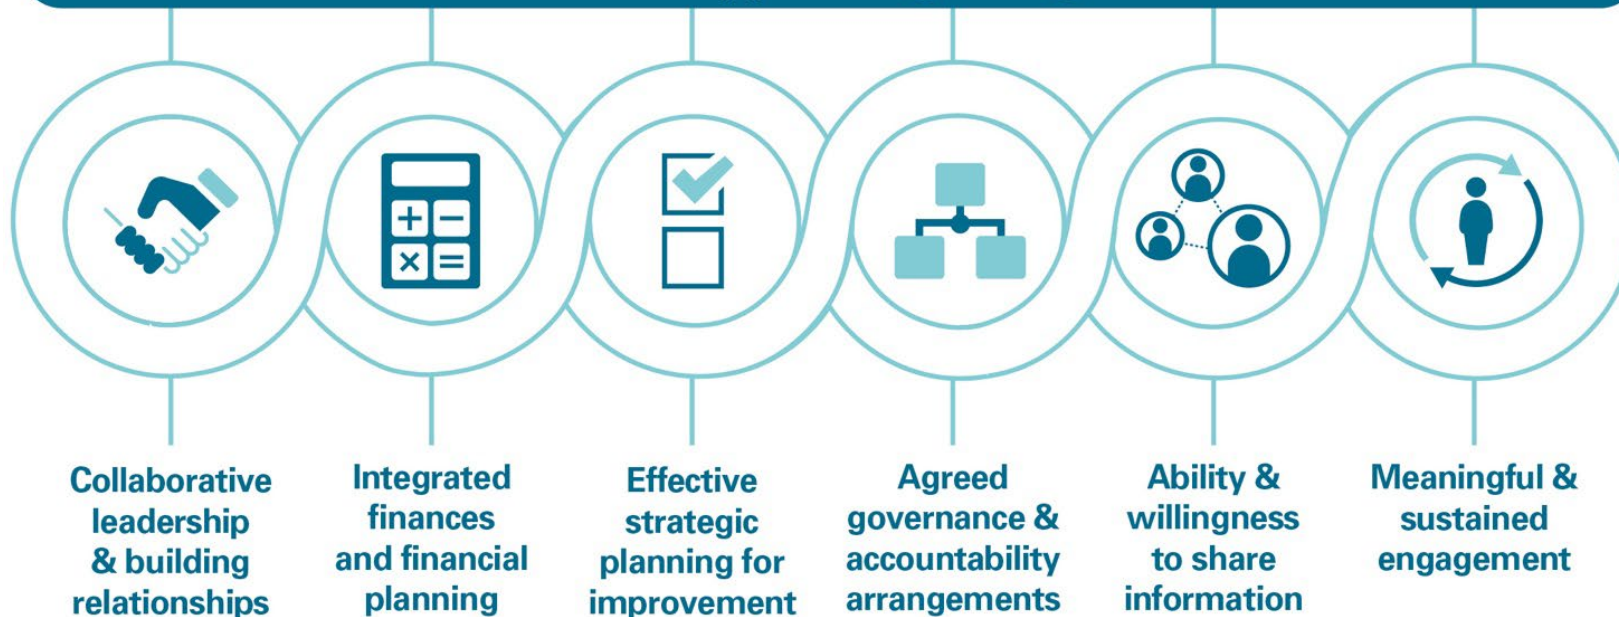 Collaborative
leadership
& building
relationships
Integrated
finances
and financial
planning
Effective
strategic
planning for
improvement
Agreed
governance &
accountability
arrangements
Ability &
willingness
to share
information
Meaningful &
sustained
engagement